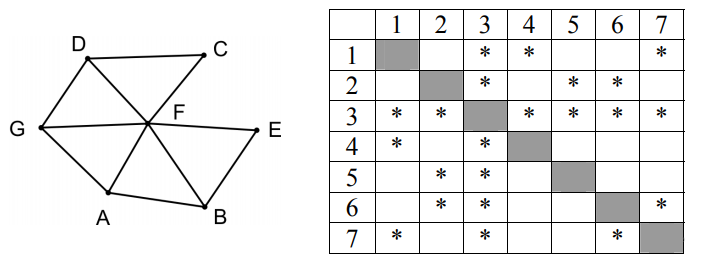 D
C
F
G
E
A
B
1 2 3 4 5 6 7
1 * * *
2 * * *
3 * * * * * *
4 * *
5 * *
6 * * *
7 * * *